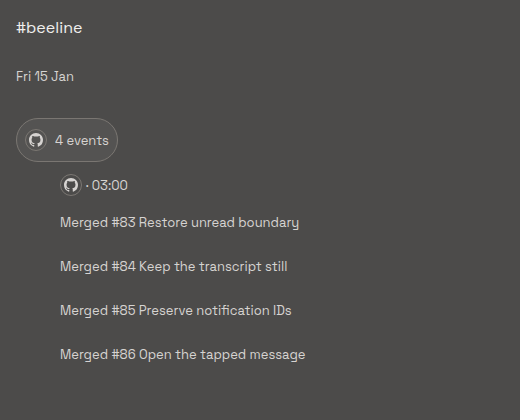 #beeline
Fri 15 Jan
4 events
· 03:00
Merged #83 Restore unread boundary
Merged #84 Keep the transcript still
Merged #85 Preserve notification IDs
Merged #86 Open the tapped message